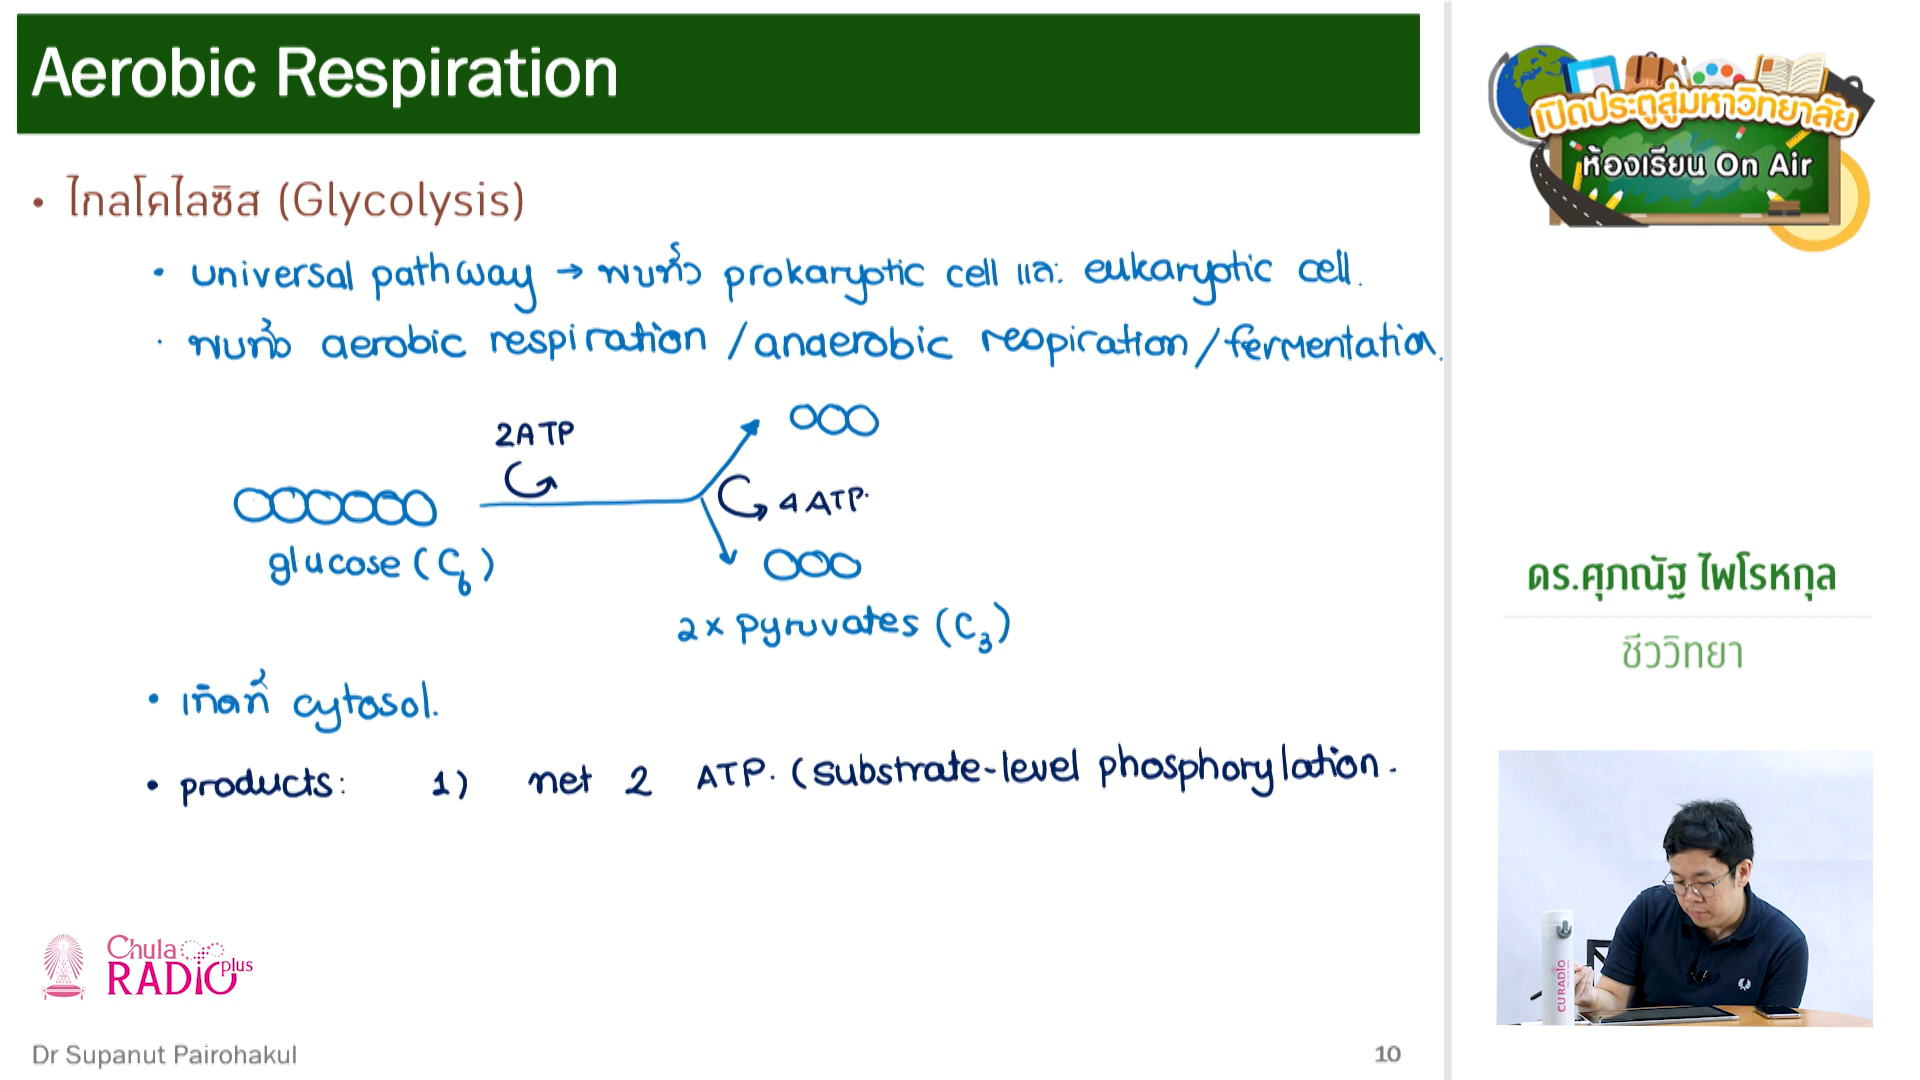 Aerobic Respiration
• ไกลโคไลซิส (Glycolysis)
• universal pathway → พบทั้ง prokaryotic cell และ eukaryotic cell.
• พบทั้ง aerobic respiration / anaerobic respiration / fermentation.
2ATP
4 ATP.
glucose (C6)
2 x pyruvates (C3)
• เกิดที่ cytosol.
• products: 1) net 2 ATP. (substrate-level phosphorylation.
Chula
RADIO plus
Dr Supanut Pairohakul
10
เปิดประตูสู่มหาวิทยาลัย
ห้องเรียน On Air
ดร.ศุภณัฐ ไพโรหกุล
ชีววิทยา
CU RADIO